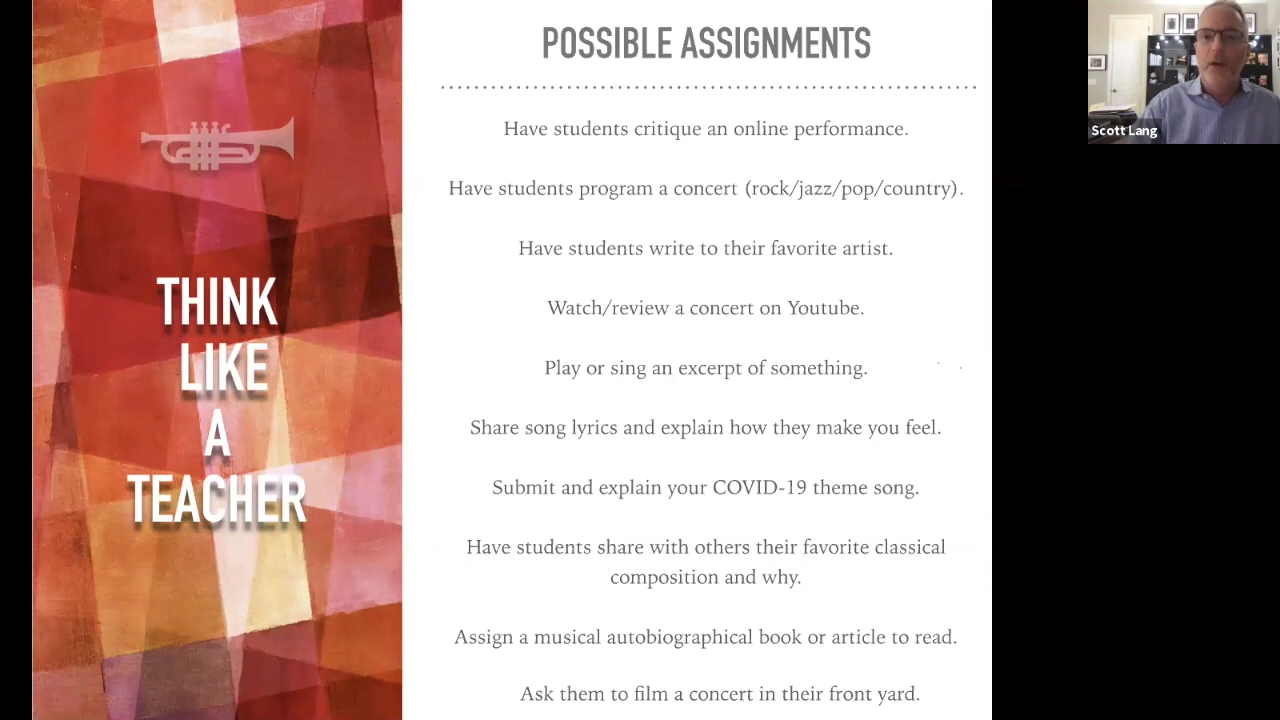 THINK
LIKE
A
TEACHER
POSSIBLE ASSIGNMENTS
Have students critique an online performance.
Have students program a concert (rock/jazz/pop/country).
Have students write to their favorite artist.
Watch/review a concert on Youtube.
Play or sing an excerpt of something.
Share song lyrics and explain how they make you feel.
Submit and explain your COVID-19 theme song.
Have students share with others their favorite classical
composition and why.
Assign a musical autobiographical book or article to read.
Ask them to film a concert in their front yard.
Scott Lang